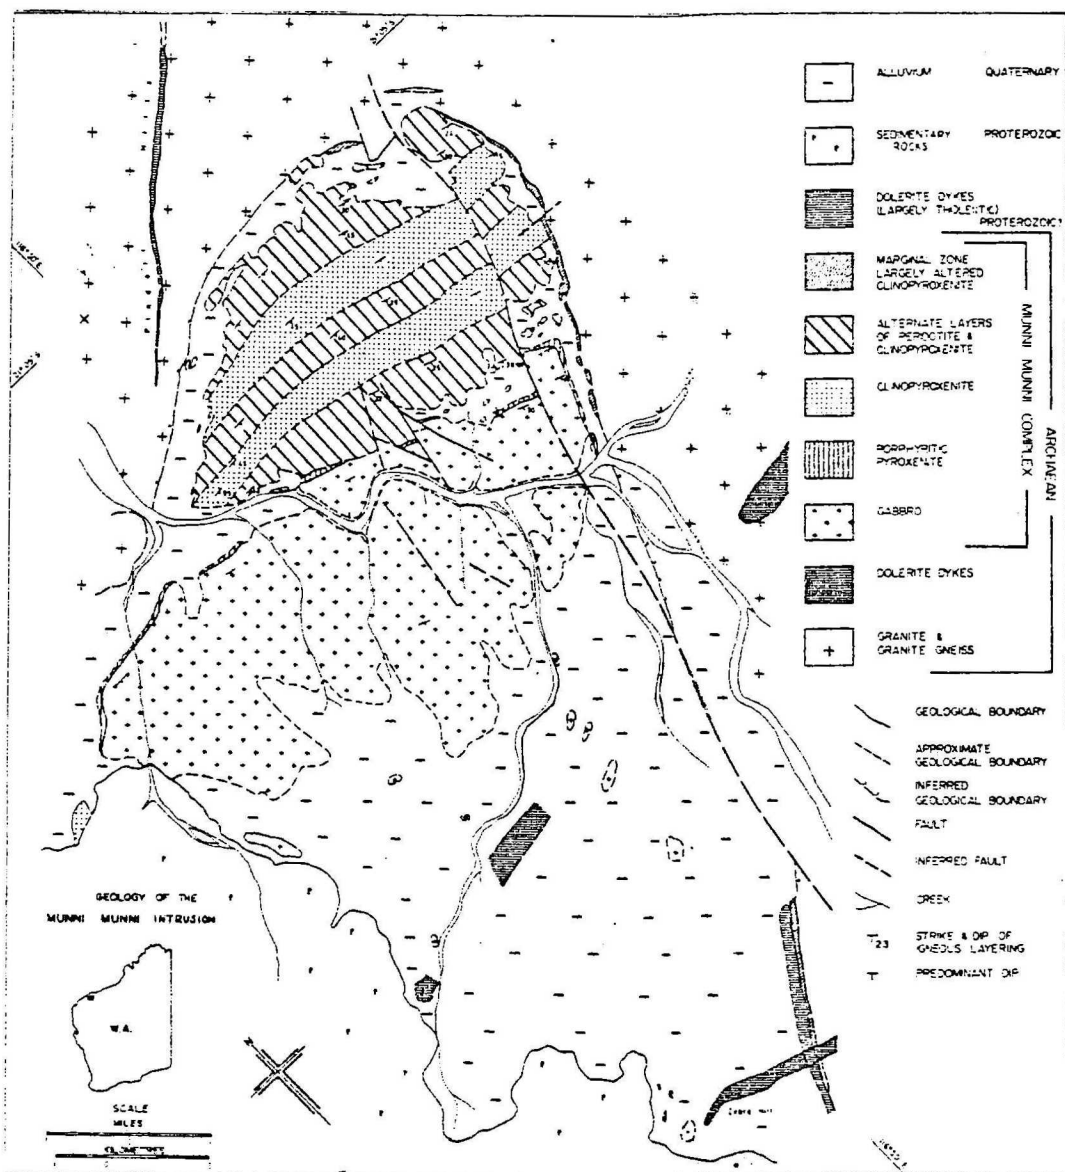 ALLUVIUM QUATERNARY
SEDIMENTARY PROTEROZOIC
ROCKS
DOLERITE DYKES
(LARGELY THOLEIITIC)
PROTEROZOIC?
MARGINAL ZONE
LARGELY ALTERED
CLINOPYROXENITE
ALTERNATE LAYERS
OF PERIDOTITE &
CLINOPYROXENITE
CLINOPYROXENITE
PORPHYRITIC
PYROXENITE
GABBRO
DOLERITE DYKES
GRANITE &
GRANITE GNEISS
MUNNI MUNNI COMPLEX
ARCHAEAN
GEOLOGICAL BOUNDARY
APPROXIMATE
GEOLOGICAL BOUNDARY
INFERRED
GEOLOGICAL BOUNDARY
FAULT
INFERRED FAULT
CREEK
23 STRIKE & DIP OF
IGNEOUS LAYERING
PREDOMINANT DIP
GEOLOGY OF THE
MUNNI MUNNI INTRUSION
W.A.
N
SCALE
MILES
KILOMETRES